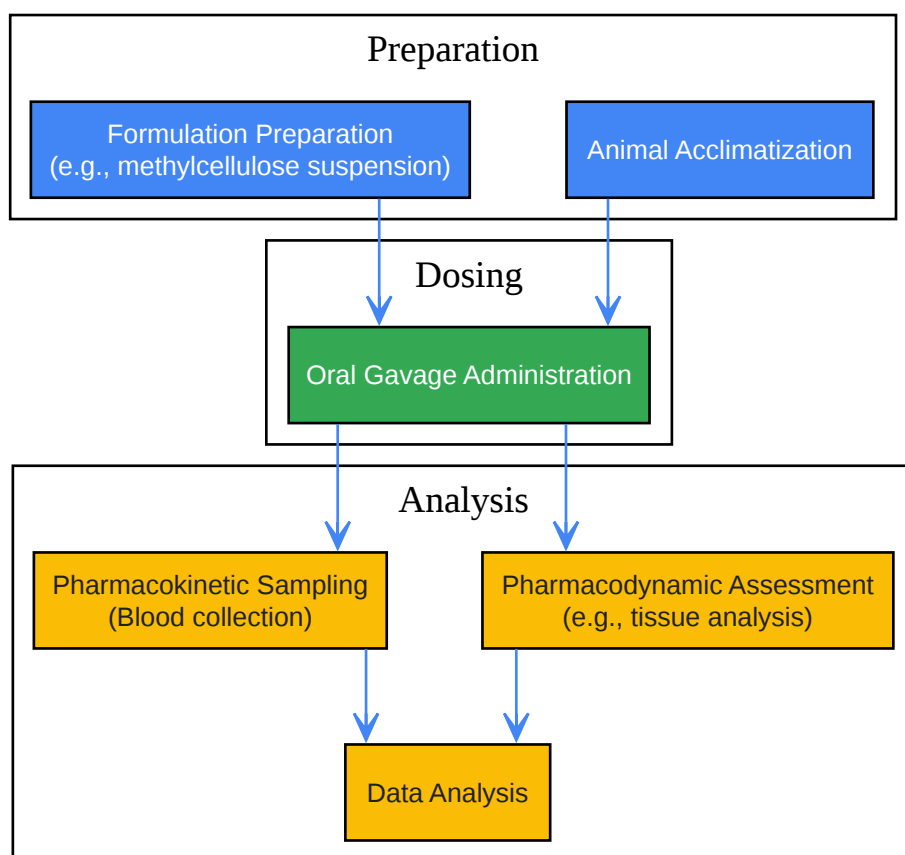 Preparation
Formulation Preparation
(e.g., methylcellulose suspension)
Animal Acclimatization
Dosing
Oral Gavage Administration
Analysis
Pharmacokinetic Sampling
(Blood collection)
Pharmacodynamic Assessment
(e.g., tissue analysis)
Data Analysis